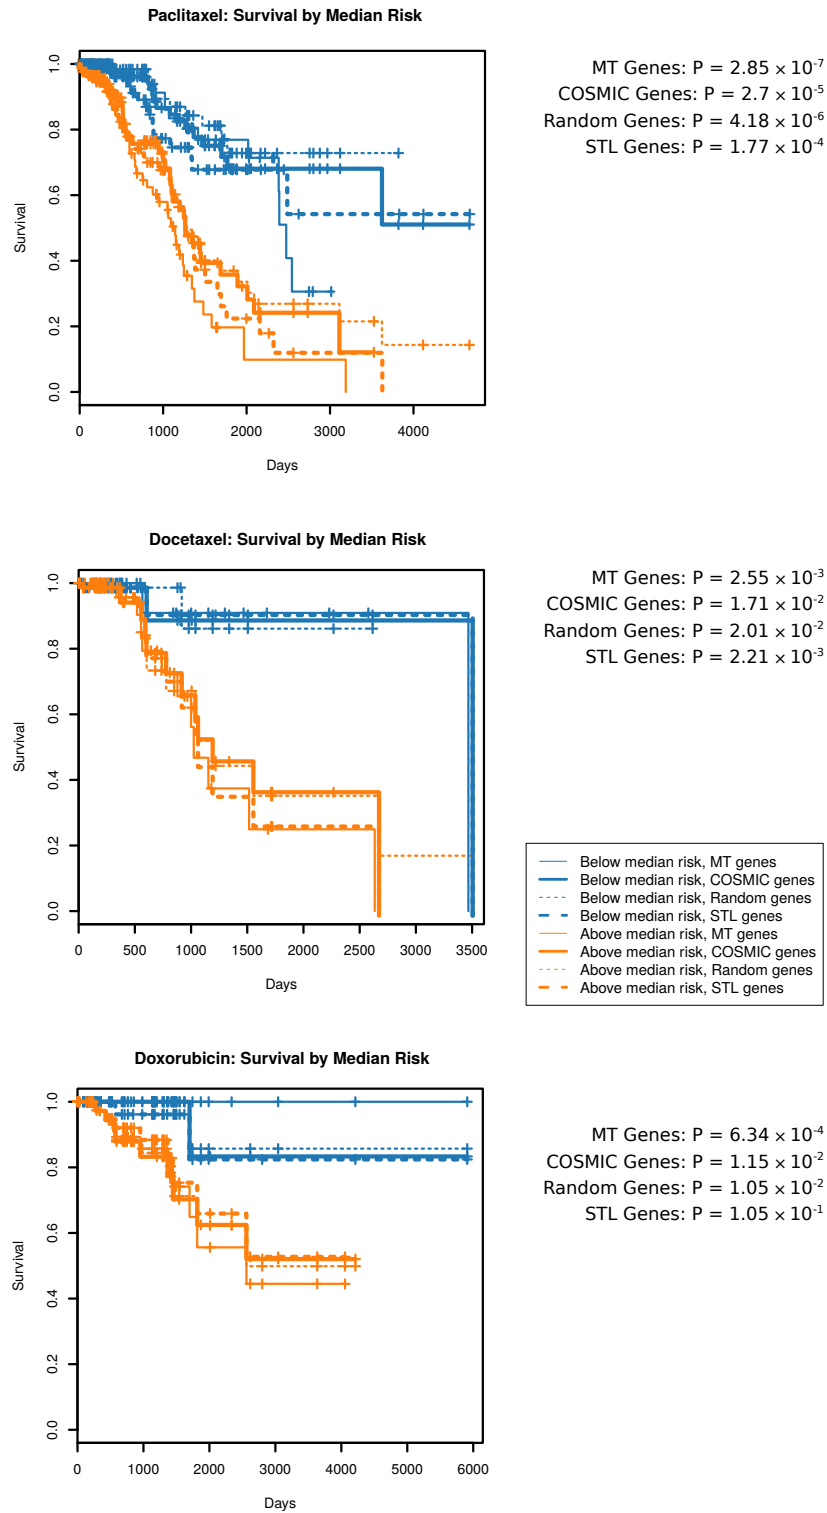 Paclitaxel: Survival by Median Risk
MT Genes: P = 2.85 × 10⁻⁷
COSMIC Genes: P = 2.7 × 10⁻⁵
Random Genes: P = 4.18 × 10⁻⁶
STL Genes: P = 1.77 × 10⁻⁴
Survival
1.0
0.8
0.6
0.4
0.2
0.0
0 1000 2000 3000 4000
Days
Docetaxel: Survival by Median Risk
MT Genes: P = 2.55 × 10⁻³
COSMIC Genes: P = 1.71 × 10⁻²
Random Genes: P = 2.01 × 10⁻²
STL Genes: P = 2.21 × 10⁻³
Survival
1.0
0.8
0.6
0.4
0.2
0.0
0 500 1000 1500 2000 2500 3000 3500
Days
Below median risk, MT genes
Below median risk, COSMIC genes
Below median risk, Random genes
Below median risk, STL genes
Above median risk, MT genes
Above median risk, COSMIC genes
Above median risk, Random genes
Above median risk, STL genes
Doxorubicin: Survival by Median Risk
MT Genes: P = 6.34 × 10⁻⁴
COSMIC Genes: P = 1.15 × 10⁻²
Random Genes: P = 1.05 × 10⁻²
STL Genes: P = 1.05 × 10⁻¹
Survival
1.0
0.8
0.6
0.4
0.2
0.0
0 1000 2000 3000 4000 5000 6000
Days